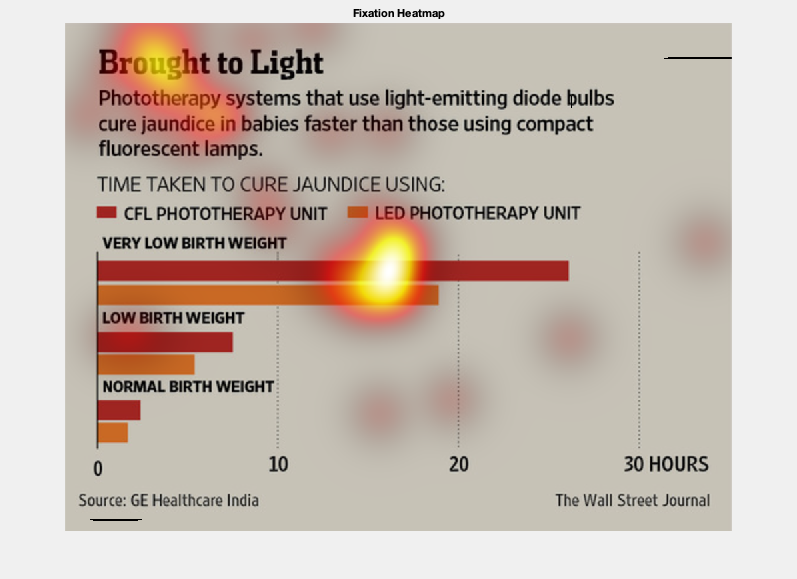 Fixation Heatmap
Brought to Light
Phototherapy systems that use light-emitting diode bulbs
cure jaundice in babies faster than those using compact
fluorescent lamps.
TIME TAKEN TO CURE JAUNDICE USING:
CFL PHOTOTHERAPY UNIT LED PHOTOTHERAPY UNIT
VERY LOW BIRTH WEIGHT
LOW BIRTH WEIGHT
NORMAL BIRTH WEIGHT
0 10 20 30 HOURS
Source: GE Healthcare India The Wall Street Journal